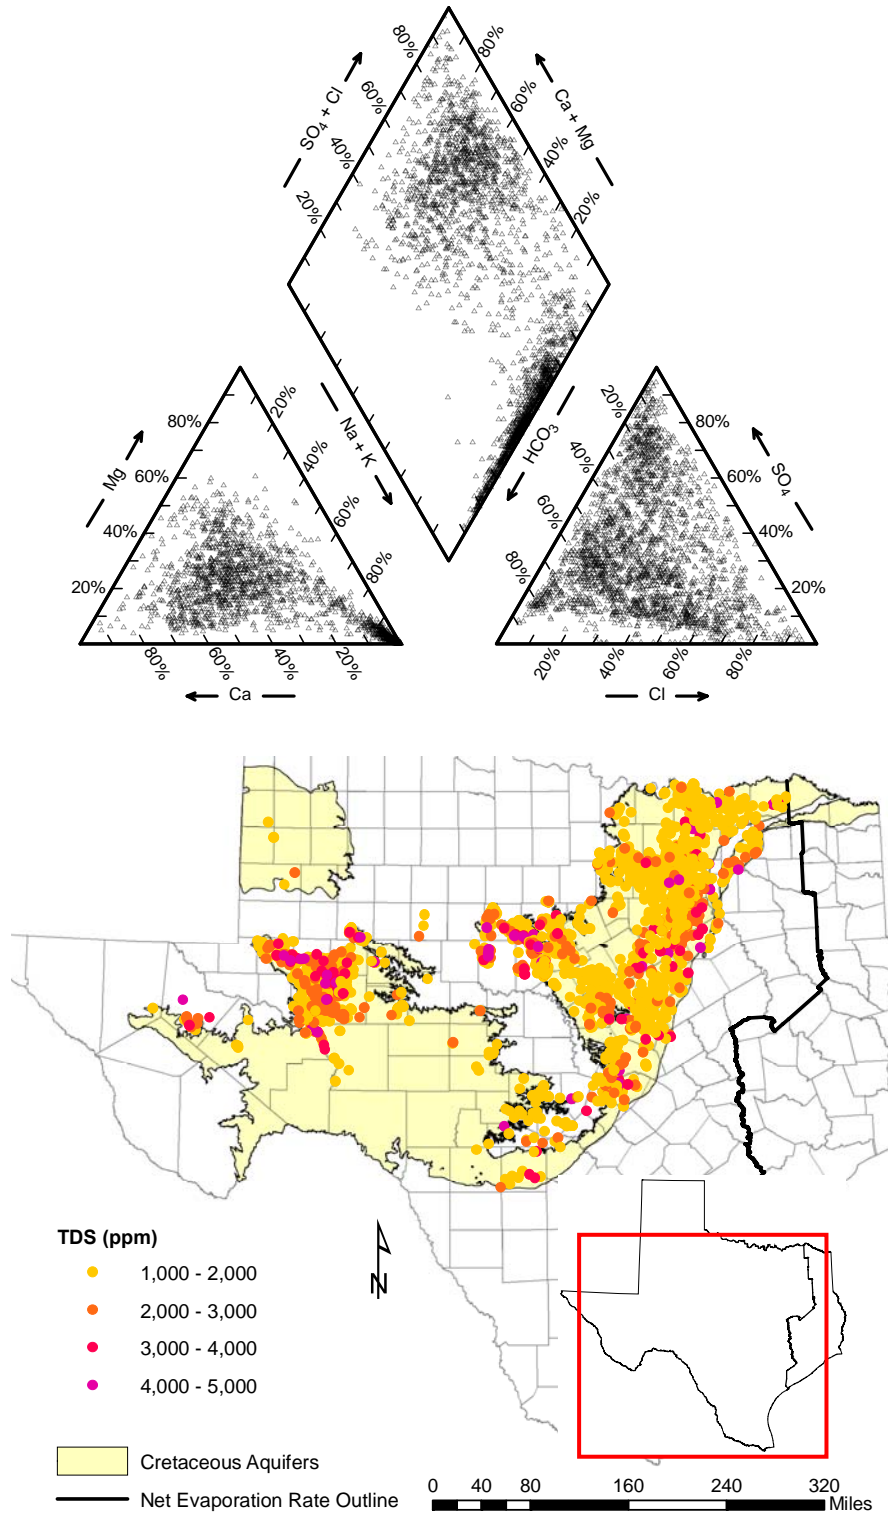 80%
80%
SO4 + Cl
60%
60%
Ca + Mg
40%
40%
20%
20%
Na + K
HCO3
Mg
80%
60%
40%
20%
20%
40%
60%
80%
80%
60%
40%
20%
Ca
20%
40%
60%
80%
80%
60%
40%
20%
SO4
20%
40%
60%
80%
Cl
TDS (ppm)
1,000 - 2,000
2,000 - 3,000
3,000 - 4,000
4,000 - 5,000
N
Cretaceous Aquifers
Net Evaporation Rate Outline
0 40 80 160 240 320
Miles